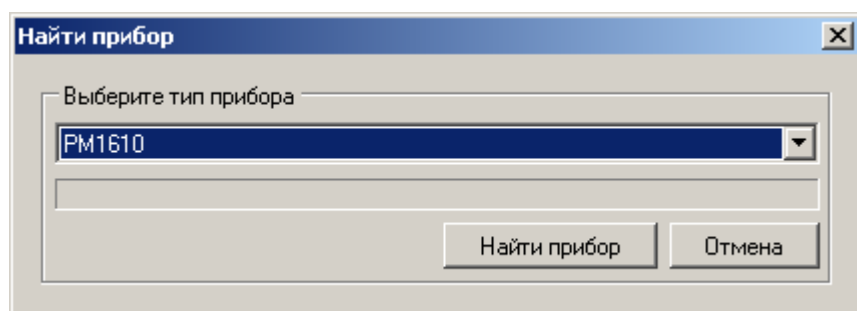 Найти прибор
Выберите тип прибора
PM1610
Найти прибор
Отмена